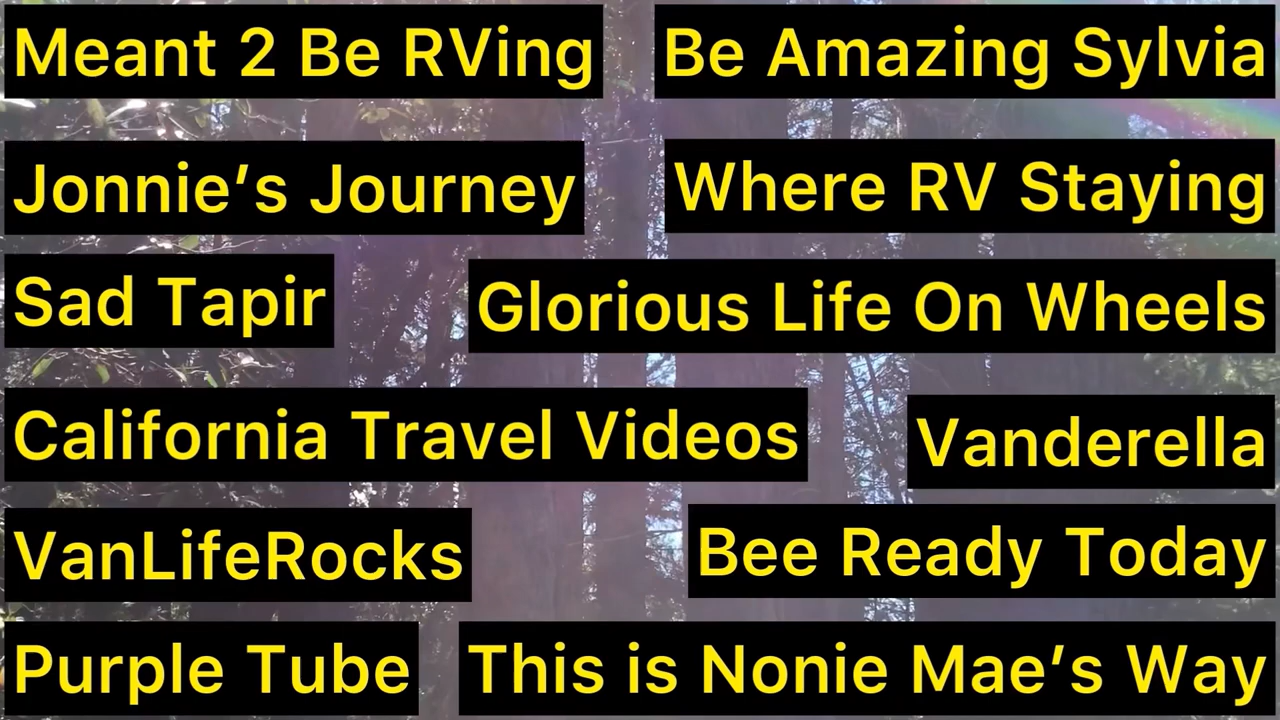 Meant 2 Be RVing
Be Amazing Sylvia
Jonnie’s Journey
Where RV Staying
Sad Tapir
Glorious Life On Wheels
California Travel Videos
Vanderella
VanLifeRocks
Bee Ready Today
Purple Tube
This is Nonie Mae’s Way